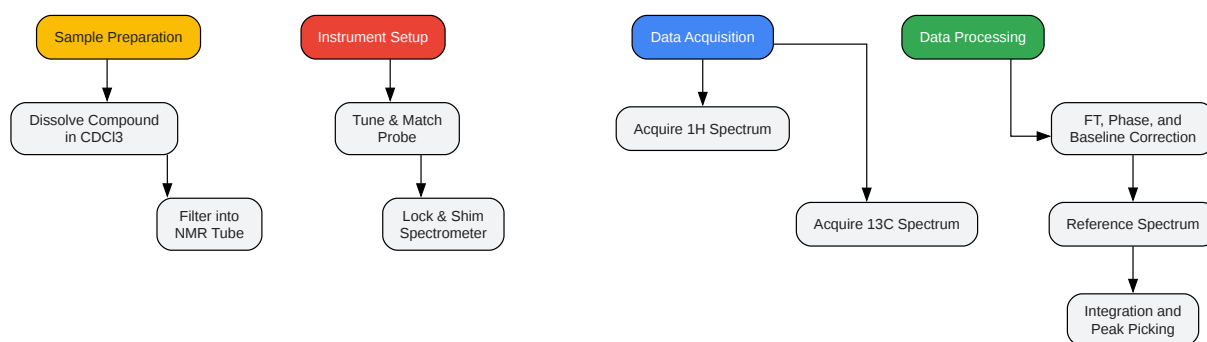 Sample Preparation
Instrument Setup
Data Acquisition
Data Processing
Dissolve Compound
in CDCl3
Tune & Match
Probe
Acquire 1H Spectrum
FT, Phase, and
Baseline Correction
Filter into
NMR Tube
Lock & Shim
Spectrometer
Acquire 13C Spectrum
Reference Spectrum
Integration and
Peak Picking